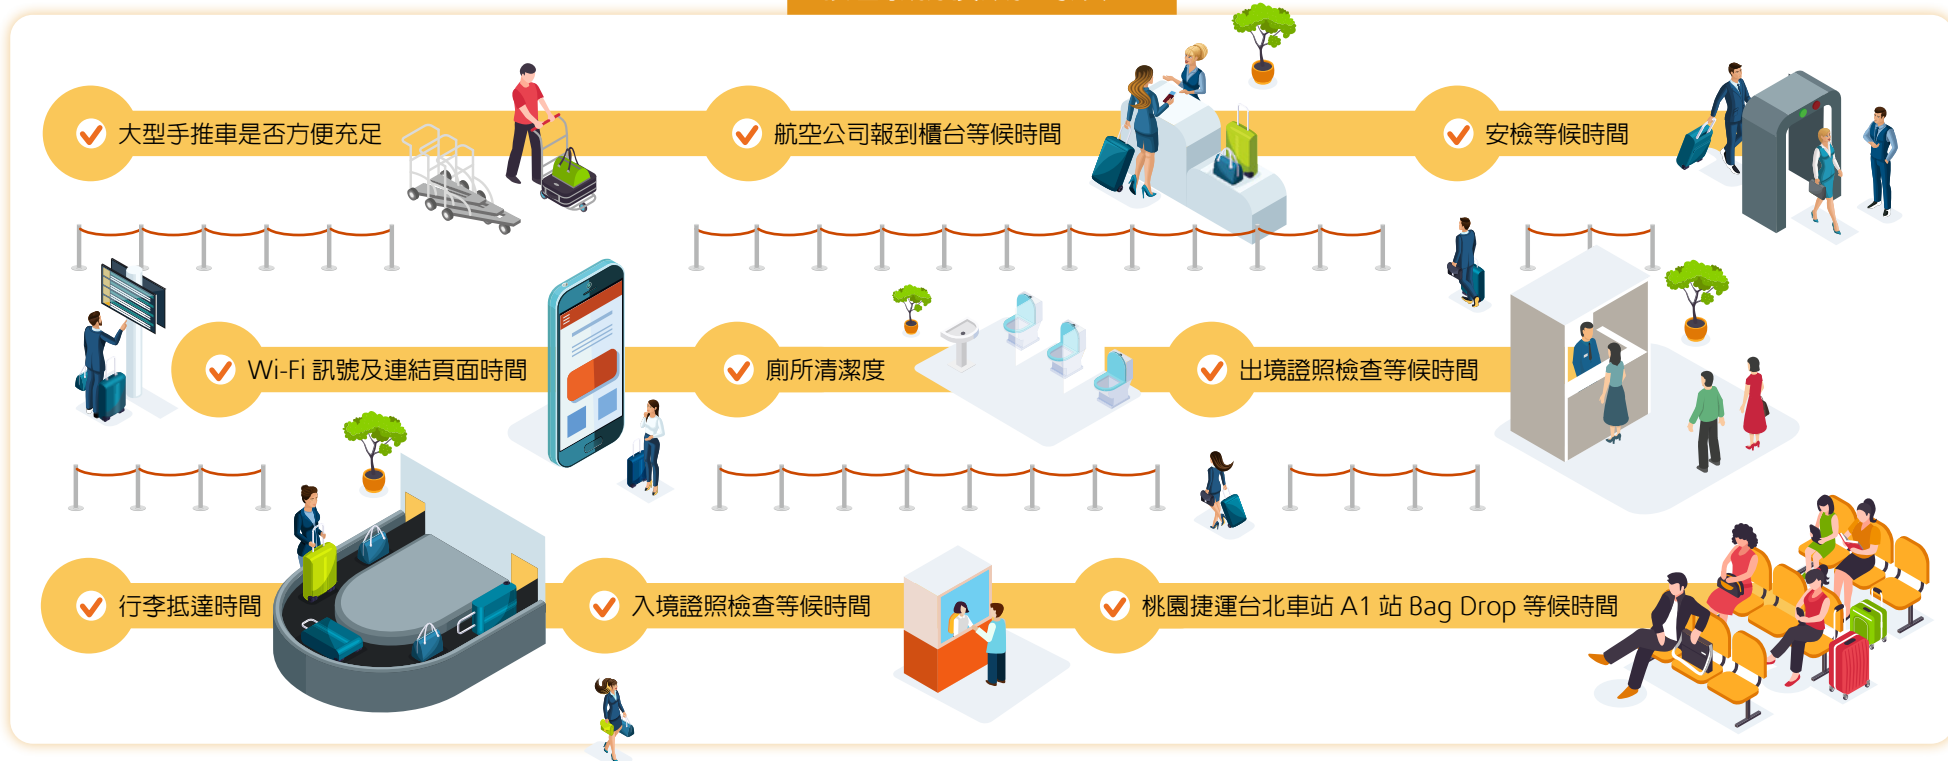 大型手推車是否方便充足
航空公司報到櫃台等候時間
安檢等候時間
Wi-Fi 訊號及連結頁面時間
廁所清潔度
出境證照檢查等候時間
行李抵達時間
入境證照檢查等候時間
桃園捷運台北車站 A1 站 Bag Drop 等候時間